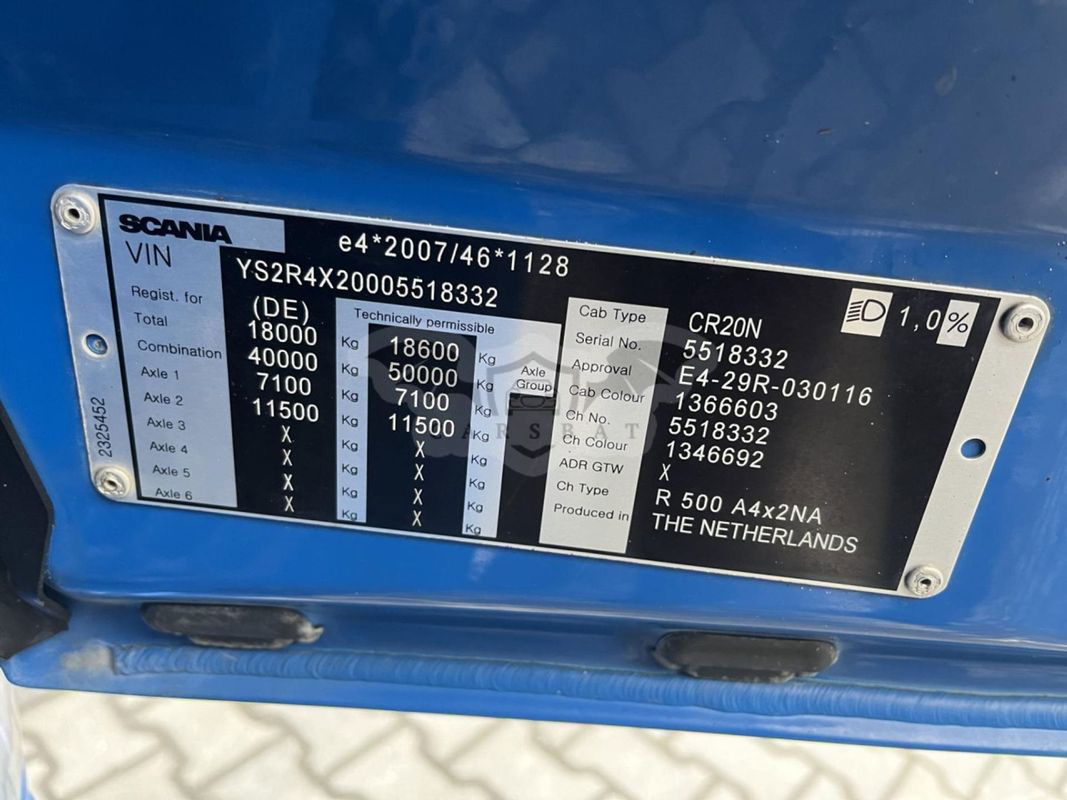 SCANIA
e4*2007/46*1128
VIN
YS2R4X20005518332
Regist. for (DE) Technically permissible
Total 18000 Kg 18600 Kg
Combination 40000 Kg 50000 Kg
Axle 1 7100 Kg 7100 Kg
Axle 2 11500 Kg 11500 Kg
Axle 3 X Kg X Kg
Axle 4 X Kg X Kg
Axle 5 X Kg X Kg
Axle 6 X Kg X Kg
Axle
Group
Cab Type CR20N
Serial No. 5518332
Approval E4-29R-030116
Cab Colour 1366603
Ch No. 5518332
Ch Colour 1346692
ADR GTW X
Ch Type R 500 A4x2NA
Produced in THE NETHERLANDS
1,0%
2325452
CARSBAT